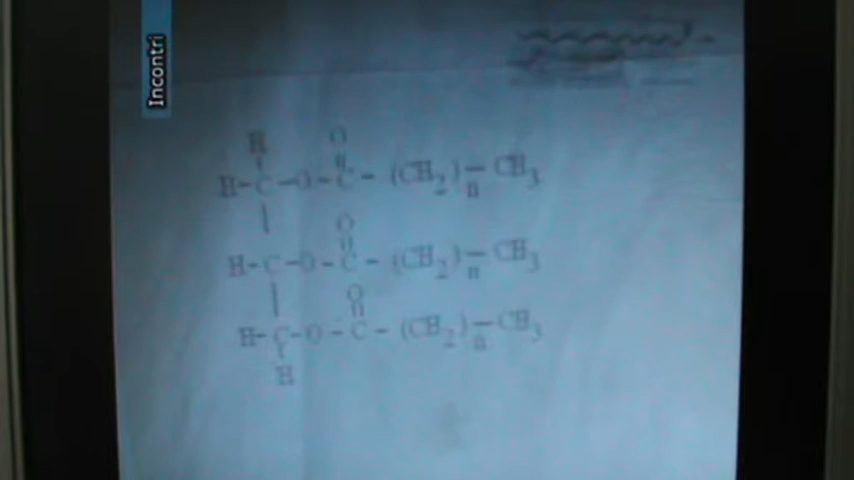 Incontri
H O
H-C-O-C-(CH2)n-CH3
O
H-C-O-C-(CH2)n-CH3
O
H-C-O-C-(CH2)n-CH3
H